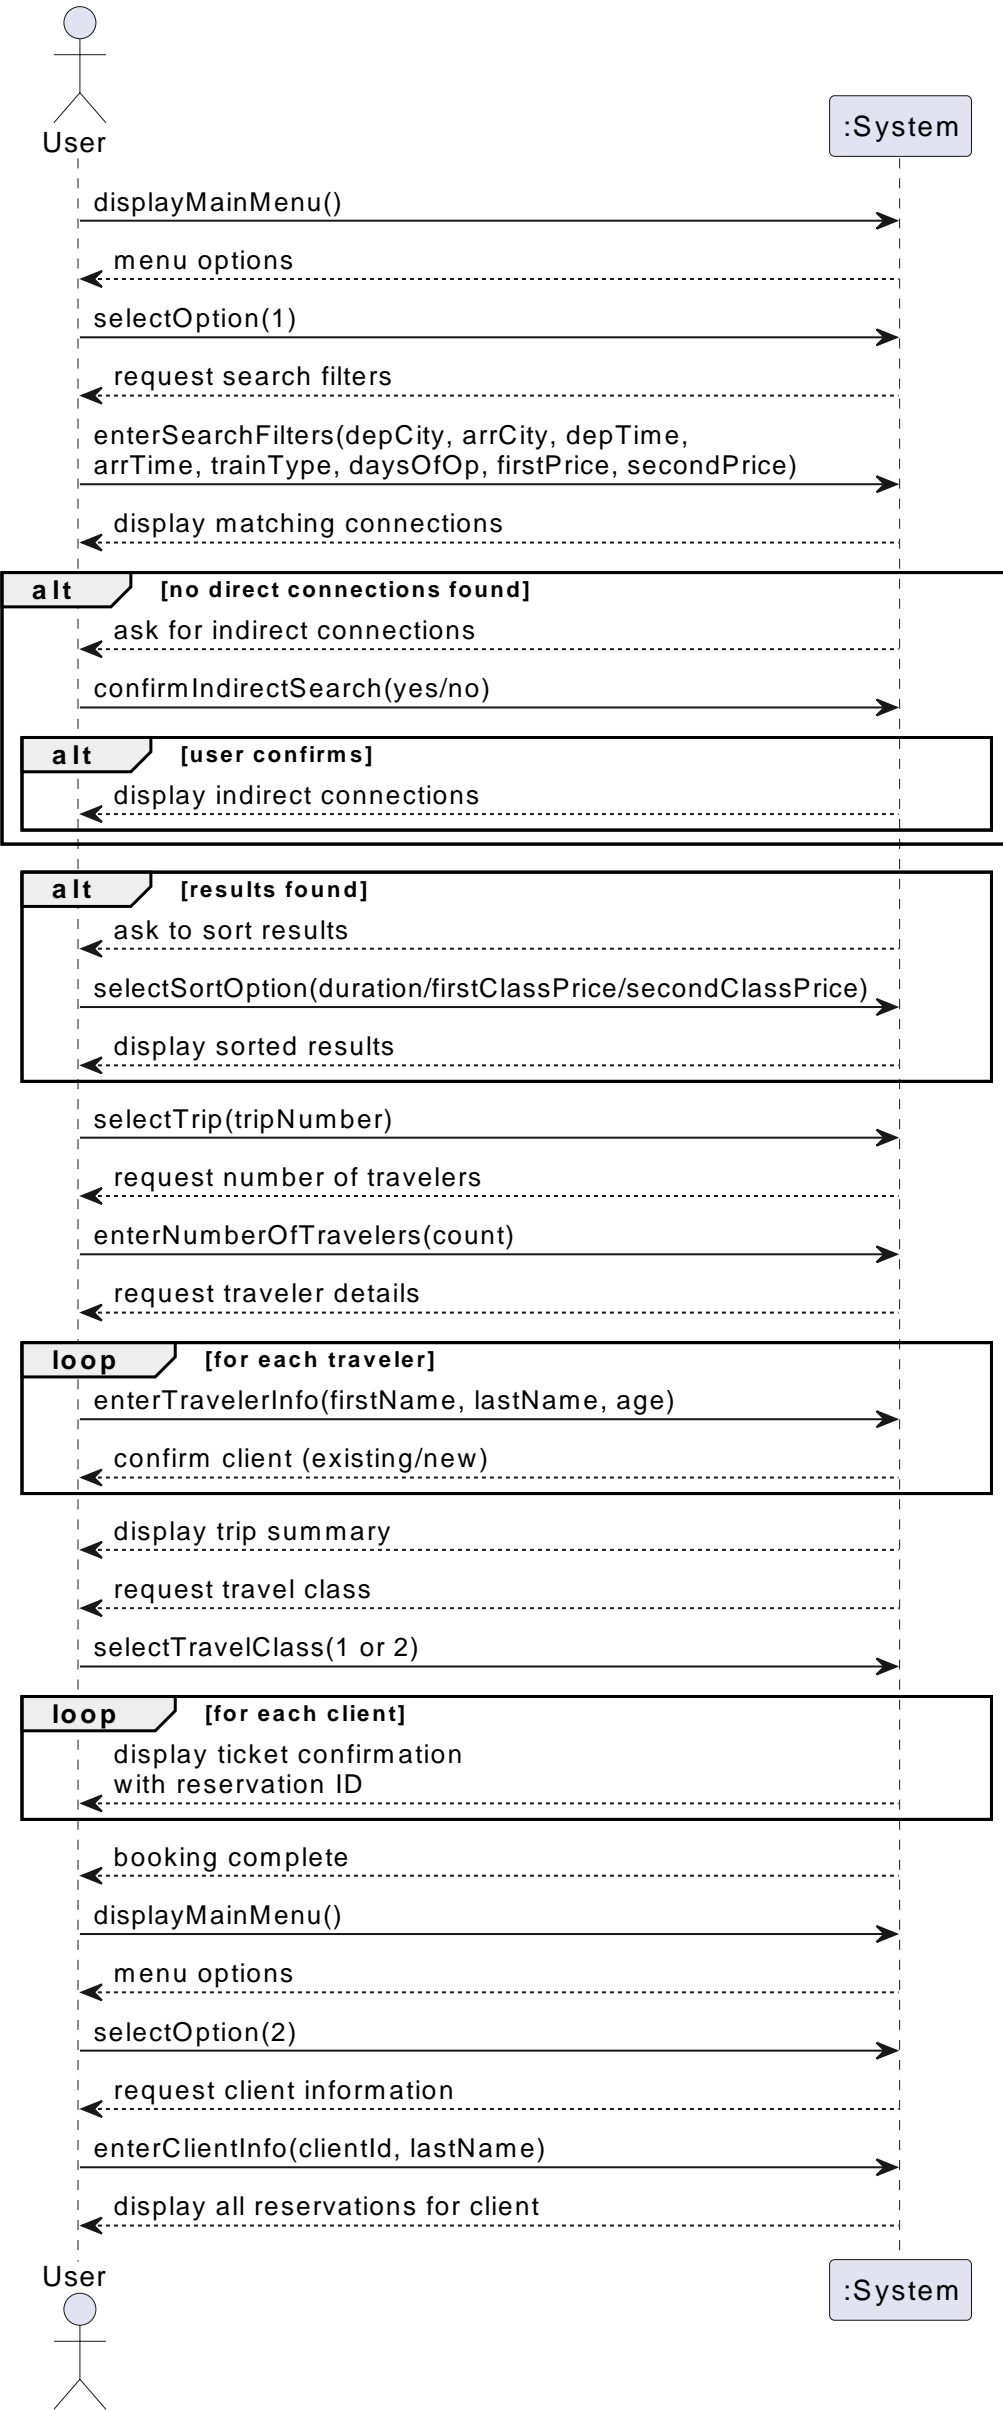 User
:System
displayMainMenu()
menu options
selectOption(1)
request search filters
enterSearchFilters(depCity, arrCity, depTime,
arrTime, trainType, daysOfOp, firstPrice, secondPrice)
display matching connections
alt [no direct connections found]
ask for indirect connections
confirmIndirectSearch(yes/no)
alt [user confirms]
display indirect connections
alt [results found]
ask to sort results
selectSortOption(duration/firstClassPrice/secondClassPrice)
display sorted results
selectTrip(tripNumber)
request number of travelers
enterNumberOfTravelers(count)
request traveler details
loop [for each traveler]
enterTravelerInfo(firstName, lastName, age)
confirm client (existing/new)
display trip summary
request travel class
selectTravelClass(1 or 2)
loop [for each client]
display ticket confirmation
with reservation ID
booking complete
displayMainMenu()
menu options
selectOption(2)
request client information
enterClientInfo(clientId, lastName)
display all reservations for client
User
:System